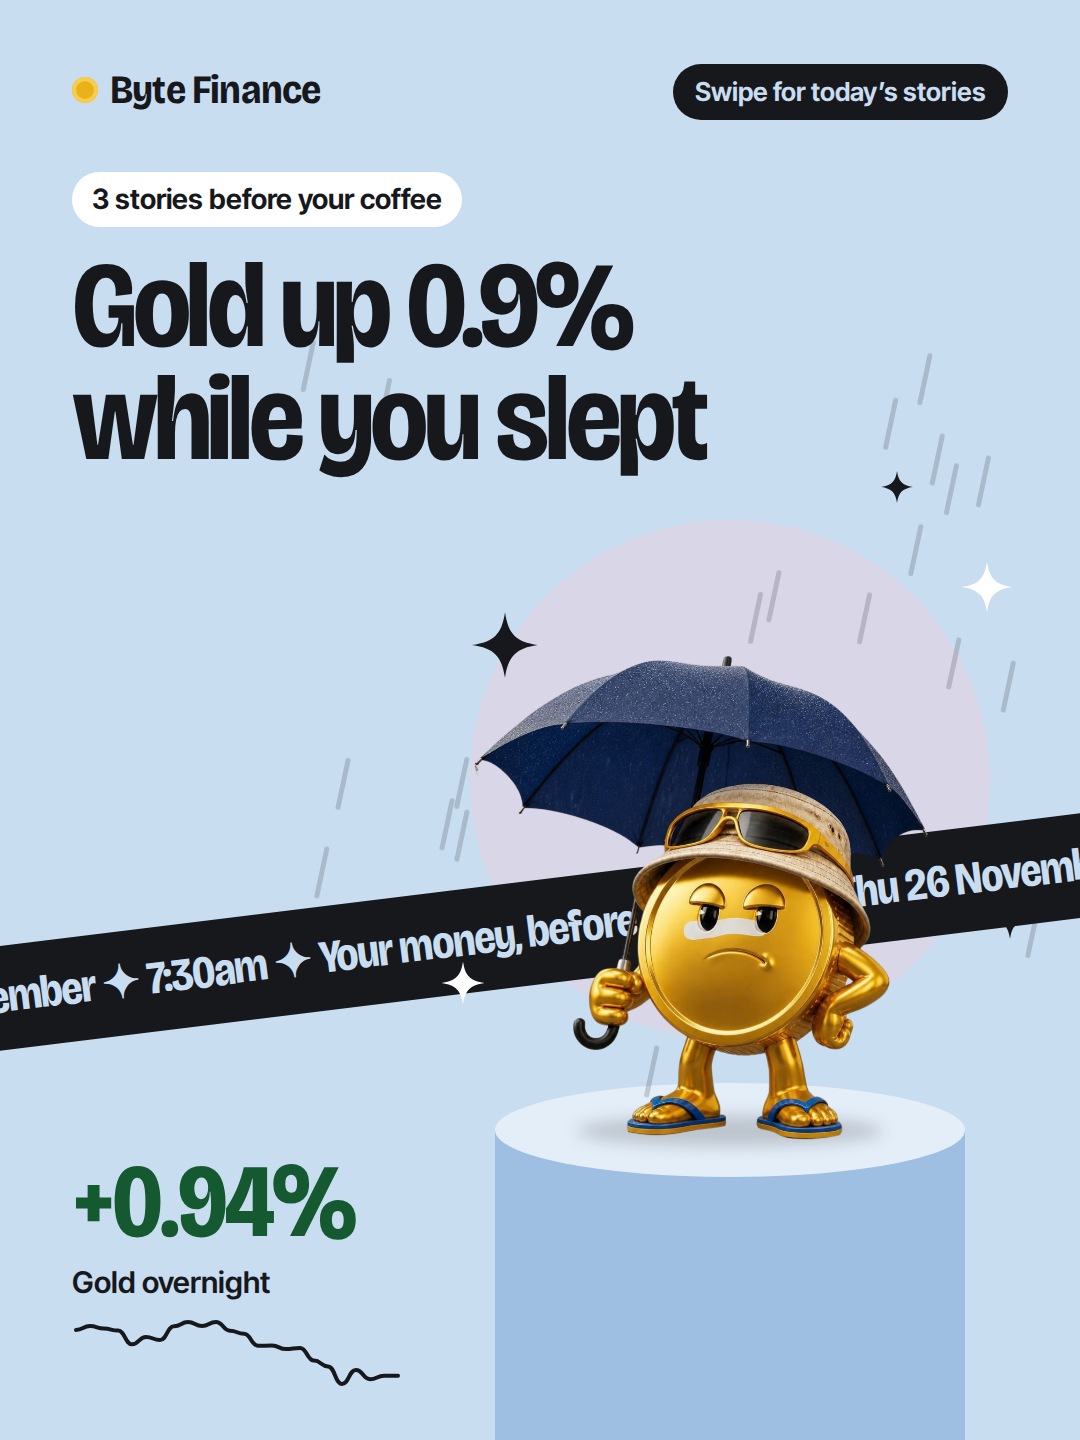 Byte Finance
Swipe for today’s stories
3 stories before your coffee
Gold up 0.9%
while you slept
ember ✦ 7:30am ✦ Your money, before
hu 26 Novem
+0.94%
Gold overnight